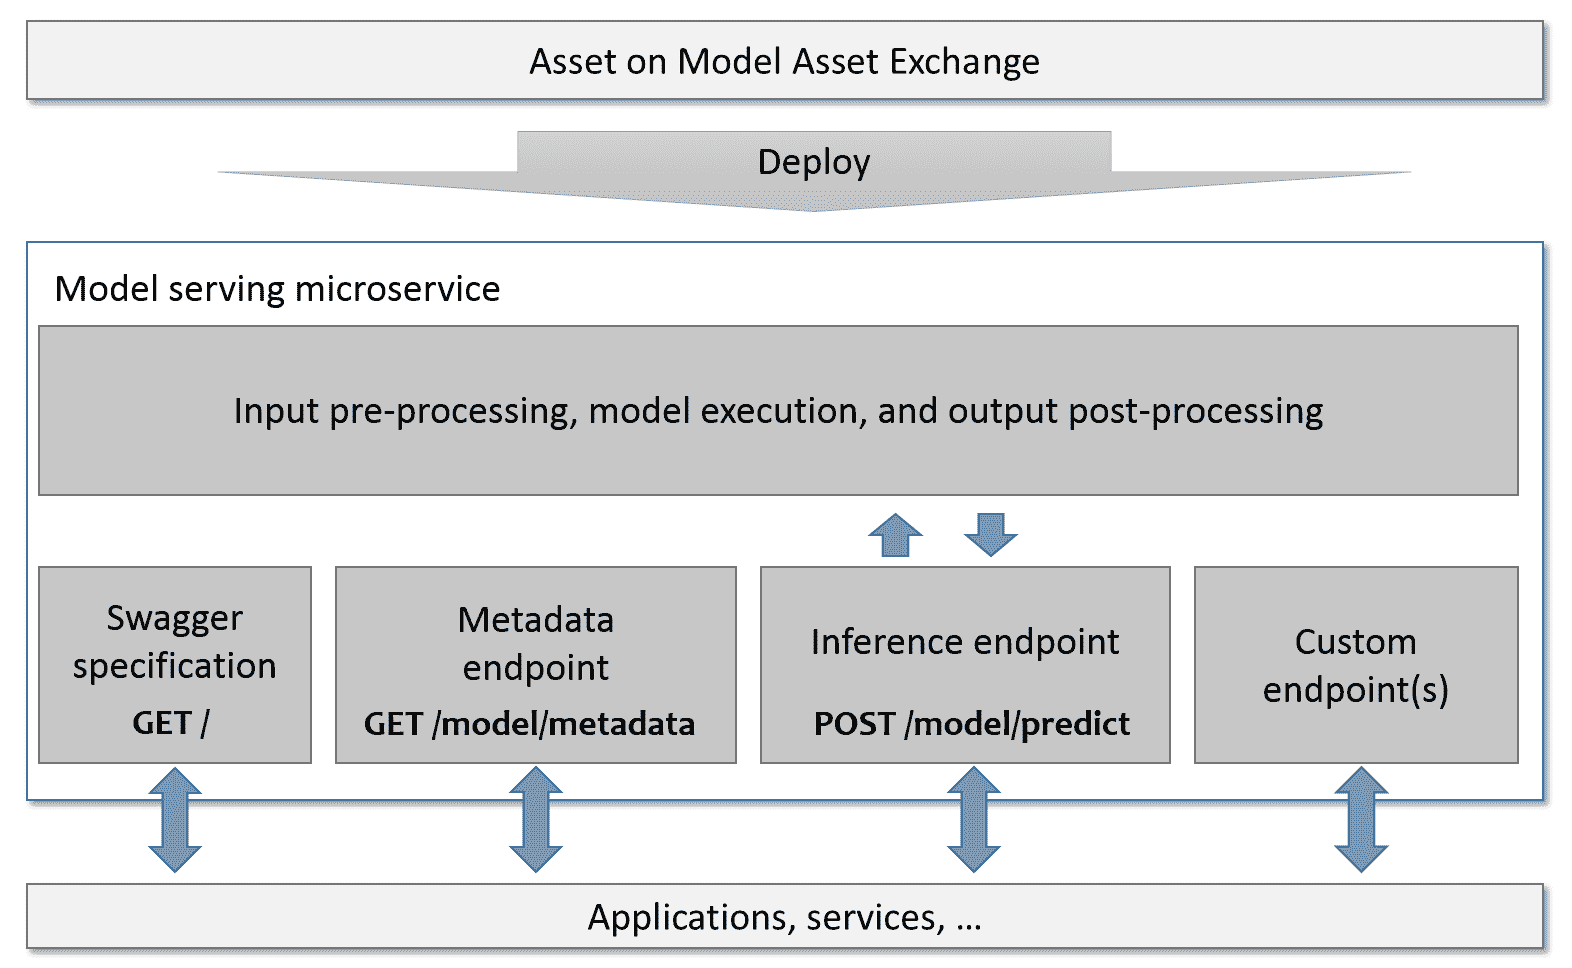 Asset on Model Asset Exchange
Deploy
Model serving microservice
Input pre-processing, model execution, and output post-processing
Swagger
specification
GET /
Metadata
endpoint
GET /model/metadata
Inference endpoint
POST /model/predict
Custom
endpoint(s)
Applications, services, ...